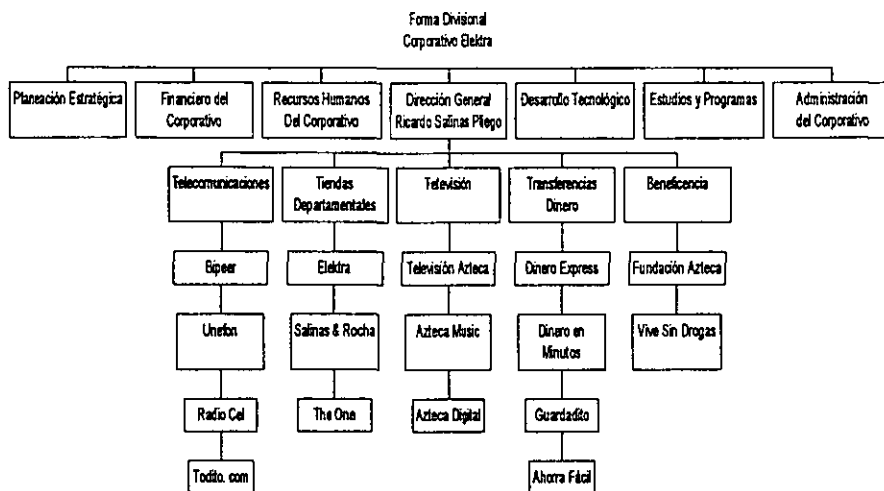 Forma Divisional
Corporativo Elektra
Planeación Estratégica
Financiero del
Corporativo
Recursos Humanos
Del Corporativo
Dirección General
Ricardo Salinas Pliego
Desarrollo Tecnológico
Estudios y Programas
Administración
del Corporativo
Telecomunicaciones
Tiendas
Departamentales
Televisión
Transferencias
Dinero
Beneficencia
Bipeer
Elektra
Televisión Azteca
Dinero Express
Fundación Azteca
Unefon
Salinas & Rocha
Azteca Music
Dinero en
Minutos
Vive Sin Drogas
Radio Cel
The One
Azteca Digital
Guardadito
Todito. com
Ahorra Fácil